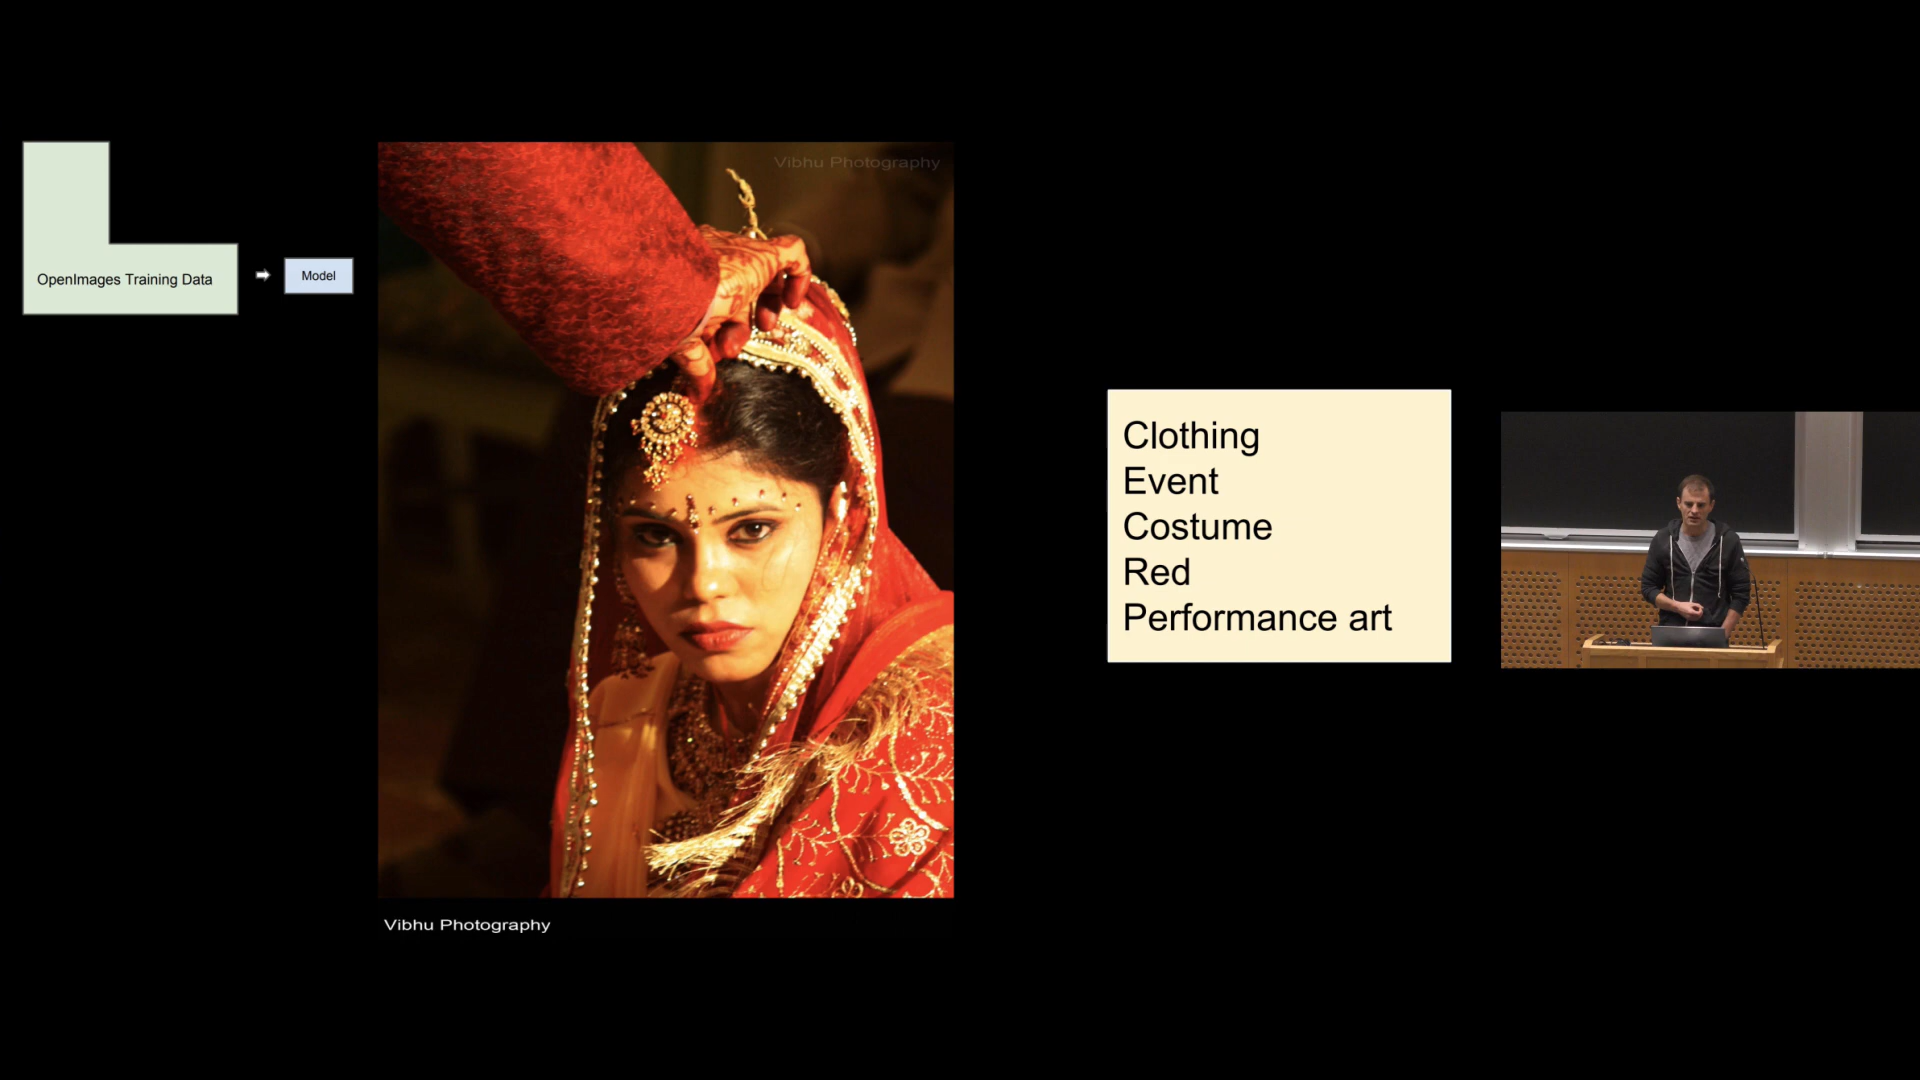 OpenImages Training Data
Model
Vibhu Photography
Clothing
Event
Costume
Red
Performance art
Vibhu Photography